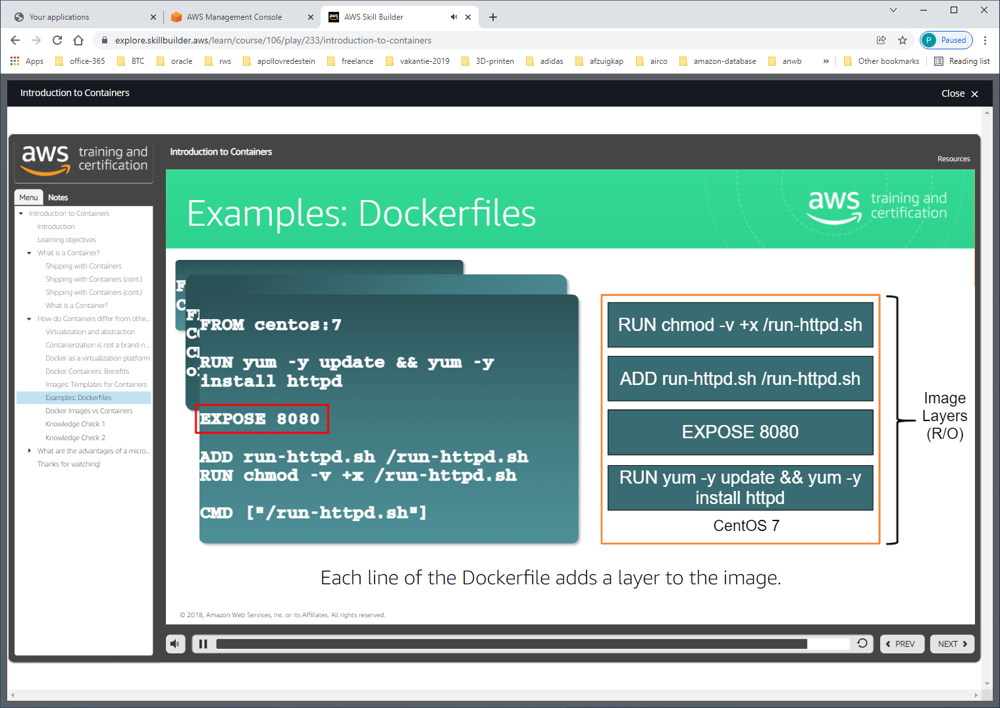 Your applications
AWS Management Console
aws
AWS Skill Builder
explore.skillbuilder.aws/learn/course/106/play/233/introduction-to-containers
P Paused
Apps
office-365
BTC
oracle
rws
apollovredestein
freelance
vakantie-2019
3D-printen
adidas
afzuigkap
airco
amazon-database
anwb
»
Other bookmarks
Reading list
Introduction to Containers
Close
aws training and
certification
Introduction to Containers
Resources
Menu Notes
Introduction to Containers
Introduction
Learning objectives
What is a Container?
Shipping with Containers
Shipping with Containers (cont.)
Shipping with Containers (cont.)
What is a Container?
How do Containers differ from othe...
Virtualization and abstraction
Containerization is not a brand-n...
Docker as a virtualization platform
Docker Containers: Benefits
Images: Templates for Containers
Examples: Dockerfiles
Docker Images vs Containers
Knowledge Check 1
Knowledge Check 2
What are the advantages of a micro...
Thanks for watching!
Examples: Dockerfiles
aws training and
certification
FROM centos:7
RUN yum -y update && yum -y
install httpd
EXPOSE 8080
ADD run-httpd.sh /run-httpd.sh
RUN chmod -v +x /run-httpd.sh
CMD ["/run-httpd.sh"]
RUN chmod -v +x /run-httpd.sh
ADD run-httpd.sh /run-httpd.sh
EXPOSE 8080
RUN yum -y update && yum -y
install httpd
CentOS 7
Image
Layers
(R/O)
Each line of the Dockerfile adds a layer to the image.
© 2018, Amazon Web Services, Inc. or its Affiliates. All rights reserved.
PREV
NEXT